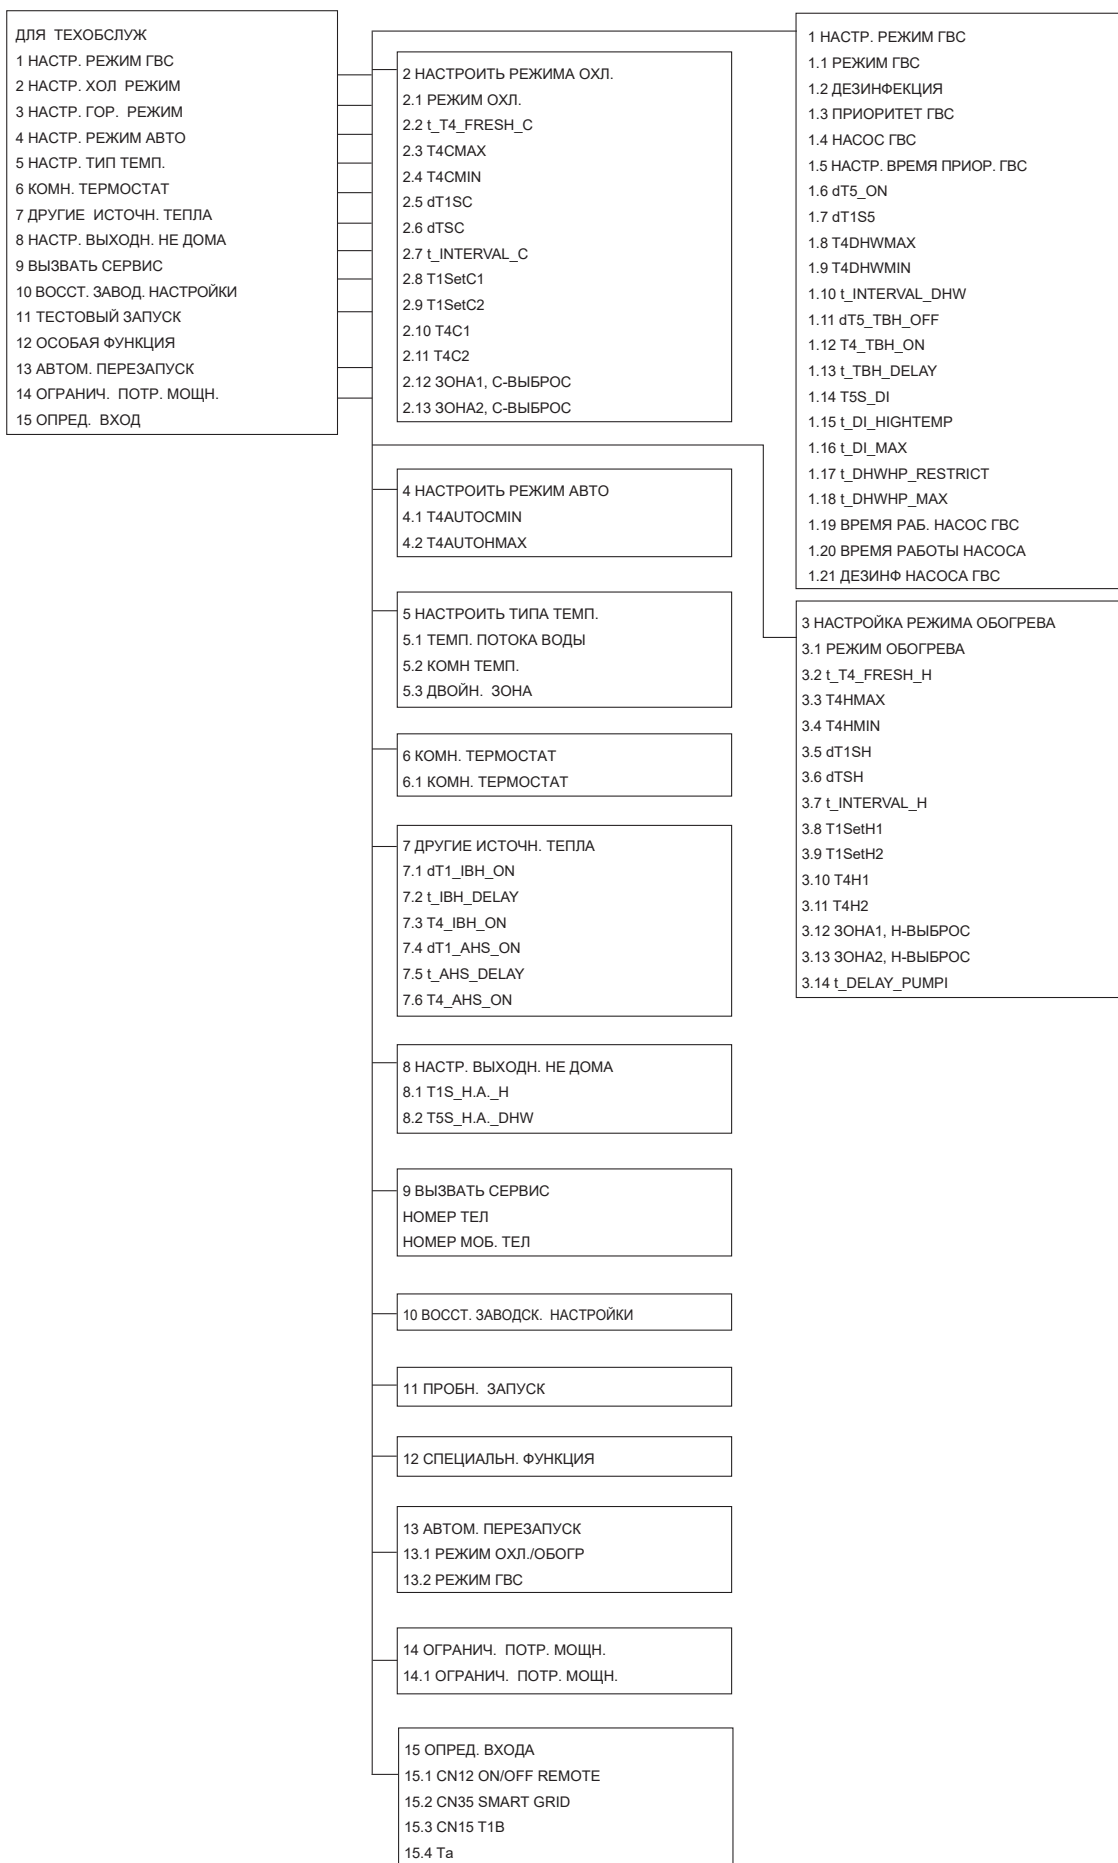 ДЛЯ ТЕХОБСЛУЖ
1 НАСТР. РЕЖИМ ГВС
2 НАСТР. ХОЛ РЕЖИМ
3 НАСТР. ГОР. РЕЖИМ
4 НАСТР. РЕЖИМ АВТО
5 НАСТР. ТИП ТЕМП.
6 КОМН. ТЕРМОСТАТ
7 ДРУГИЕ ИСТОЧН. ТЕПЛА
8 НАСТР. ВЫХОДН. НЕ ДОМА
9 ВЫЗВАТЬ СЕРВИС
10 ВОССТ. ЗАВОД. НАСТРОЙКИ
11 ТЕСТОВЫЙ ЗАПУСК
12 ОСОБАЯ ФУНКЦИЯ
13 АВТОМ. ПЕРЕЗАПУСК
14 ОГРАНИЧ. ПОТР. МОЩН.
15 ОПРЕД. ВХОД
2 НАСТРОИТЬ РЕЖИМА ОХЛ.
2.1 РЕЖИМ ОХЛ.
2.2 t_T4_FRESH_C
2.3 T4CMAX
2.4 T4CMIN
2.5 dT1SC
2.6 dTSC
2.7 t_INTERVAL_C
2.8 T1SetC1
2.9 T1SetC2
2.10 T4C1
2.11 T4C2
2.12 ЗОНА1, С-ВЫБРОС
2.13 ЗОНА2, С-ВЫБРОС
4 НАСТРОИТЬ РЕЖИМ АВТО
4.1 T4AUTOCMIN
4.2 T4AUTOHMAX
5 НАСТРОИТЬ ТИПА ТЕМП.
5.1 ТЕМП. ПОТОКА ВОДЫ
5.2 КОМН ТЕМП.
5.3 ДВОЙН. ЗОНА
6 КОМН. ТЕРМОСТАТ
6.1 КОМН. ТЕРМОСТАТ
7 ДРУГИЕ ИСТОЧН. ТЕПЛА
7.1 dT1_IBH_ON
7.2 t_IBH_DELAY
7.3 T4_IBH_ON
7.4 dT1_AHS_ON
7.5 t_AHS_DELAY
7.6 T4_AHS_ON
8 НАСТР. ВЫХОДН. НЕ ДОМА
8.1 T1S_H.A._H
8.2 T5S_H.A._DHW
9 ВЫЗВАТЬ СЕРВИС
НОМЕР ТЕЛ
НОМЕР МОБ. ТЕЛ
10 ВОССТ. ЗАВОДСК. НАСТРОЙКИ
11 ПРОБН. ЗАПУСК
12 СПЕЦИАЛЬН. ФУНКЦИЯ
13 АВТОМ. ПЕРЕЗАПУСК
13.1 РЕЖИМ ОХЛ./ОБОГР
13.2 РЕЖИМ ГВС
14 ОГРАНИЧ. ПОТР. МОЩН.
14.1 ОГРАНИЧ. ПОТР. МОЩН.
15 ОПРЕД. ВХОДА
15.1 CN12 ON/OFF REMOTE
15.2 CN35 SMART GRID
15.3 CN15 T1B
15.4 Ta
1 НАСТР. РЕЖИМ ГВС
1.1 РЕЖИМ ГВС
1.2 ДЕЗИНФЕКЦИЯ
1.3 ПРИОРИТЕТ ГВС
1.4 НАСОС ГВС
1.5 НАСТР. ВРЕМЯ ПРИОР. ГВС
1.6 dT5_ON
1.7 dT1S5
1.8 T4DHWMAX
1.9 T4DHWMIN
1.10 t_INTERVAL_DHW
1.11 dT5_TBH_OFF
1.12 T4_TBH_ON
1.13 t_TBH_DELAY
1.14 T5S_DI
1.15 t_DI_HIGHTEMP
1.16 t_DI_MAX
1.17 t_DHWHP_RESTRICT
1.18 t_DHWHP_MAX
1.19 ВРЕМЯ РАБ. НАСОС ГВС
1.20 ВРЕМЯ РАБОТЫ НАСОСА
1.21 ДЕЗИНФ НАСОСА ГВС
3 НАСТРОЙКА РЕЖИМА ОБОГРЕВА
3.1 РЕЖИМ ОБОГРЕВА
3.2 t_T4_FRESH_H
3.3 T4HMAX
3.4 T4HMIN
3.5 dT1SH
3.6 dTSH
3.7 t_INTERVAL_H
3.8 T1SetH1
3.9 T1SetH2
3.10 T4H1
3.11 T4H2
3.12 ЗОНА1, Н-ВЫБРОС
3.13 ЗОНА2, Н-ВЫБРОС
3.14 t_DELAY_PUMPI